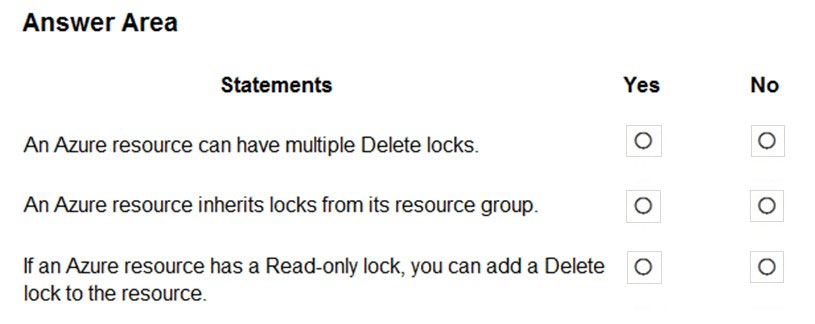 Answer Area
Statements Yes No
An Azure resource can have multiple Delete locks.
An Azure resource inherits locks from its resource group.
If an Azure resource has a Read-only lock, you can add a Delete
lock to the resource.